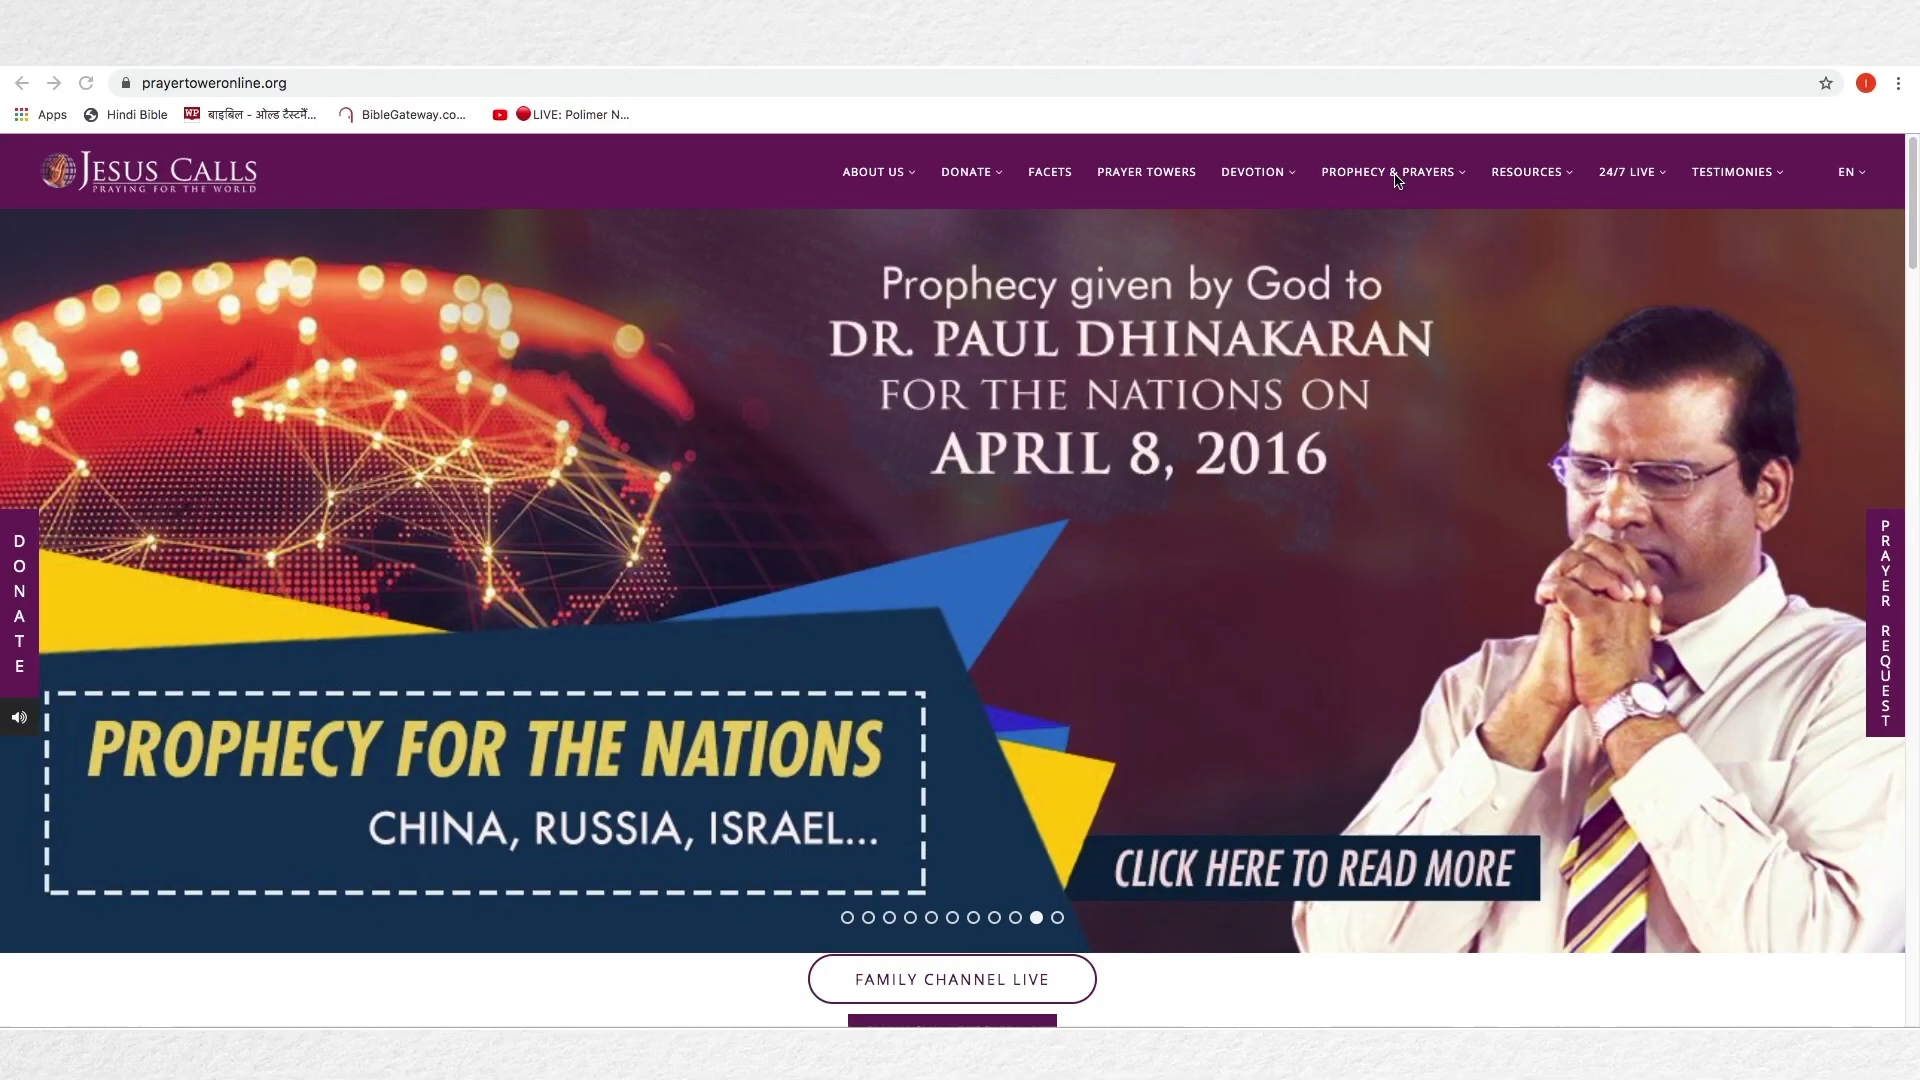 prayertoweronline.org
Apps Hindi Bible बाइबिल - ओल्ड टैस्टमैं... BibleGateway.co... LIVE: Polimer N...
JESUS CALLS
PRAYING FOR THE WORLD
ABOUT US DONATE FACETS PRAYER TOWERS DEVOTION PROPHECY & PRAYERS RESOURCES 24/7 LIVE TESTIMONIES EN
Prophecy given by God to
DR. PAUL DHINAKARAN
FOR THE NATIONS ON
APRIL 8, 2016
DONATE
PRAYER REQUEST
PROPHECY FOR THE NATIONS
CHINA, RUSSIA, ISRAEL...
CLICK HERE TO READ MORE
FAMILY CHANNEL LIVE